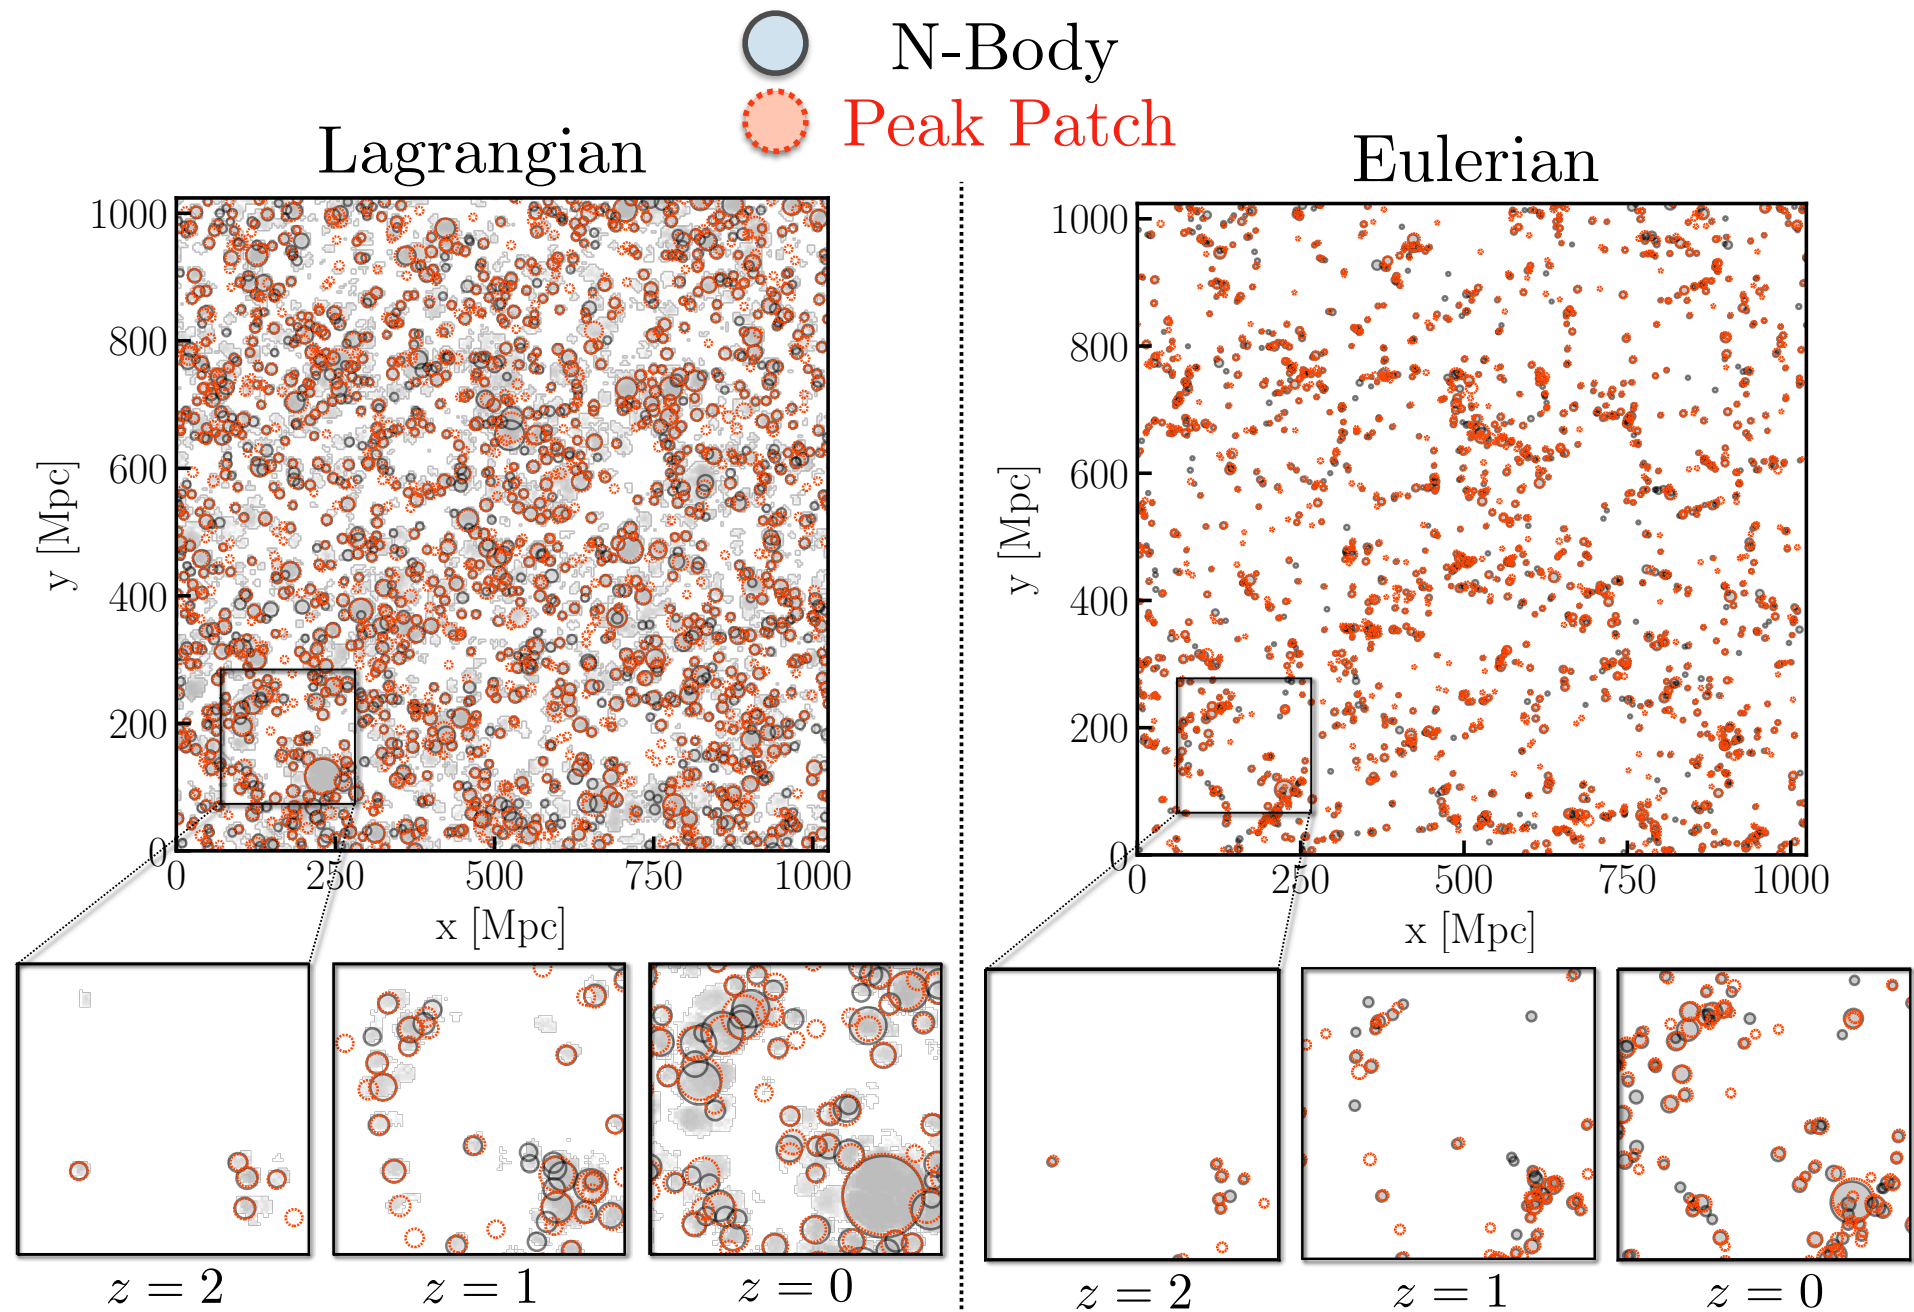 N-Body
Peak Patch
Lagrangian
Eulerian
1000
800
600
400
200
0
y [Mpc]
0 250 500 750 1000
x [Mpc]
1000
800
600
400
200
0
y [Mpc]
0 250 500 750 1000
x [Mpc]
z = 2 z = 1 z = 0
z = 2 z = 1 z = 0